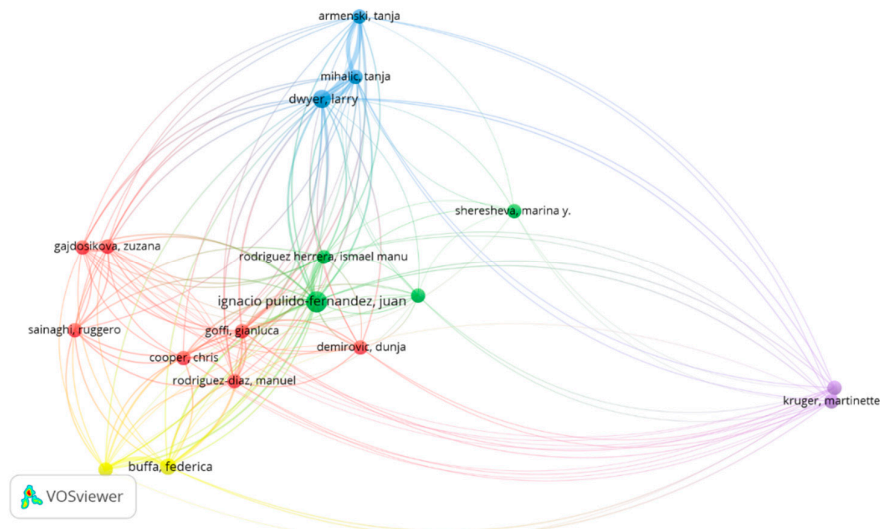 armenski, tanja
mihalic, tanja
dwyer, larry
sheresheva, marina y.
gajdosikova, zuzana
rodriguez herrera, ismael manu
ignacio pulido-fernandez, juan
sainaghi, ruggero
goffi, gianluca
demirovic, dunja
cooper, chris
rodriguez-diaz, manuel
kruger, martinette
buffa, federica
VOSviewer